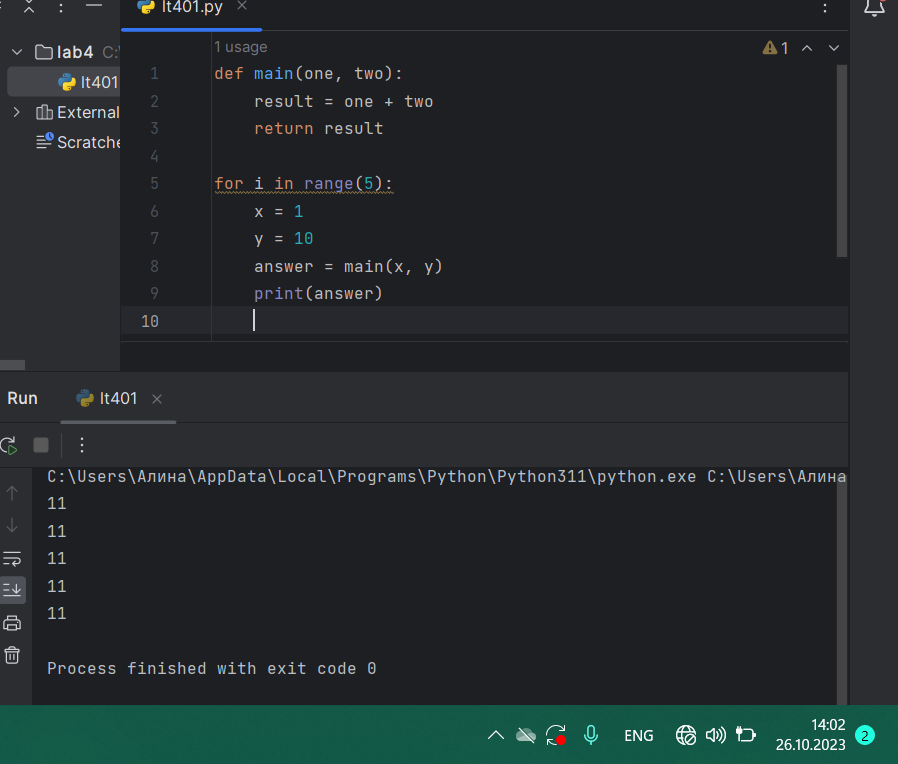 lt401.py
lab4 C:\
lt401
External
Scratche
1 usage
1
1 def main(one, two):
2     result = one + two
3     return result
4
5 for i in range(5):
6     x = 1
7     y = 10
8     answer = main(x, y)
9     print(answer)
10
Run lt401
C:\Users\Алина\AppData\Local\Programs\Python\Python311\python.exe C:\Users\Алина
11
11
11
11
11
Process finished with exit code 0
ENG
14:02
26.10.2023
2